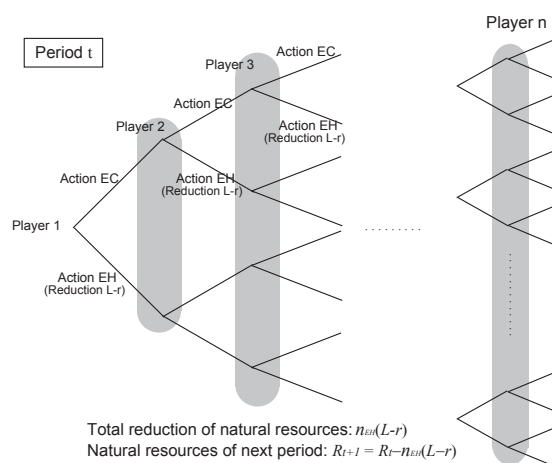 Player n
Period t
Action EC
Player 3
Action EC
Player 2
Action EH
(Reduction L-r)
Action EC
Action EH
(Reduction L-r)
Player 1
. . . . . . . . .
Action EH
(Reduction L-r)
Total reduction of natural resources: nEH(L-r)
Natural resources of next period: Rt+1 = Rt–nEH(L–r)